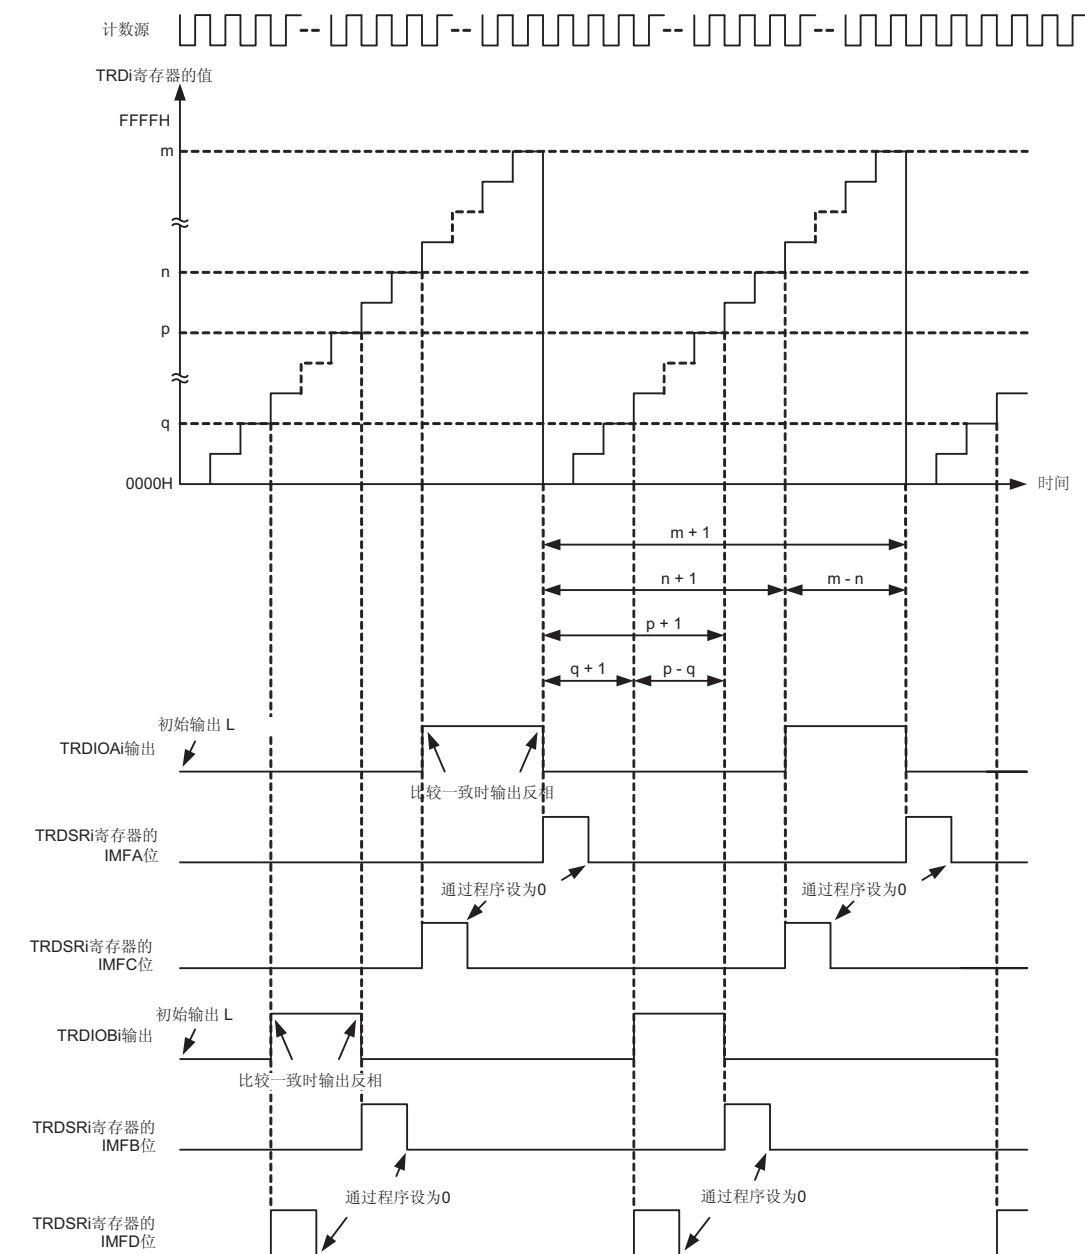 计数源
TRDi寄存器的值
FFFFH
m
n
p
q
0000H
时间
m + 1
n + 1
m - n
p + 1
q + 1
p - q
初始输出 L
TRDIOAi输出
比较一致时输出反相
TRDSRi寄存器的
IMFA位
通过程序设为0
通过程序设为0
TRDSRi寄存器的
IMFC位
初始输出 L
TRDIOBi输出
比较一致时输出反相
TRDSRi寄存器的
IMFB位
通过程序设为0
通过程序设为0
TRDSRi寄存器的
IMFD位